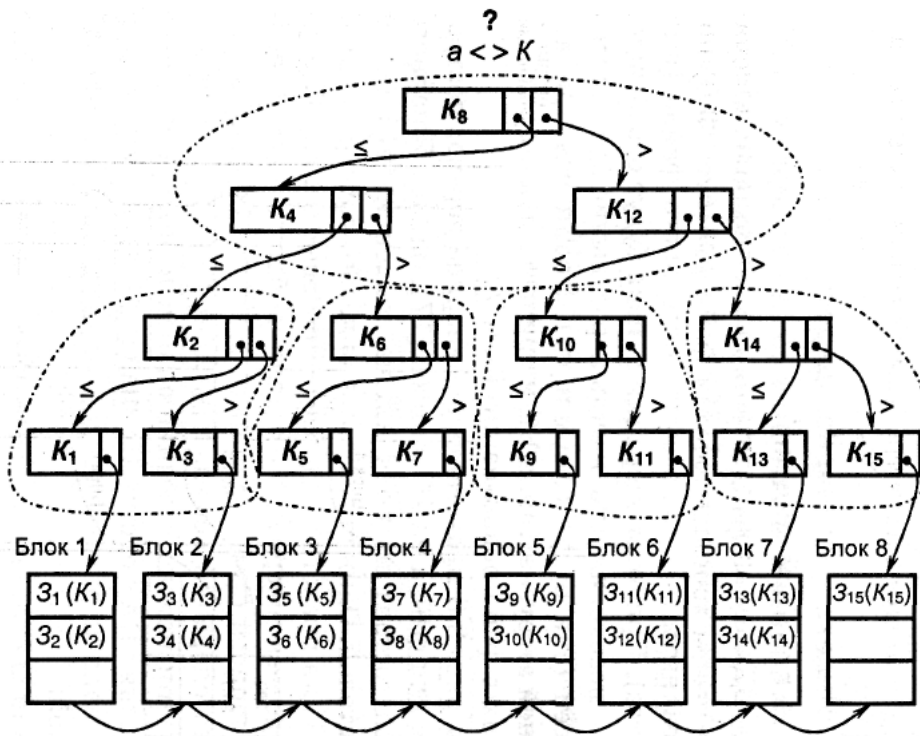 ?
a < > K
K8
≤ >
K4 K12
≤ > ≤ >
K2 K6 K10 K14
≤ > ≤ > ≤ > ≤ >
K1 K3 K5 K7 K9 K11 K13 K15
Блок 1 Блок 2 Блок 3 Блок 4 Блок 5 Блок 6 Блок 7 Блок 8
З1 (K1) З3 (K3) З5 (K5) З7 (K7) З9 (K9) З11(K11) З13(K13) З15(K15)
З2 (K2) З4 (K4) З6 (K6) З8 (K8) З10(K10) З12(K12) З14(K14)